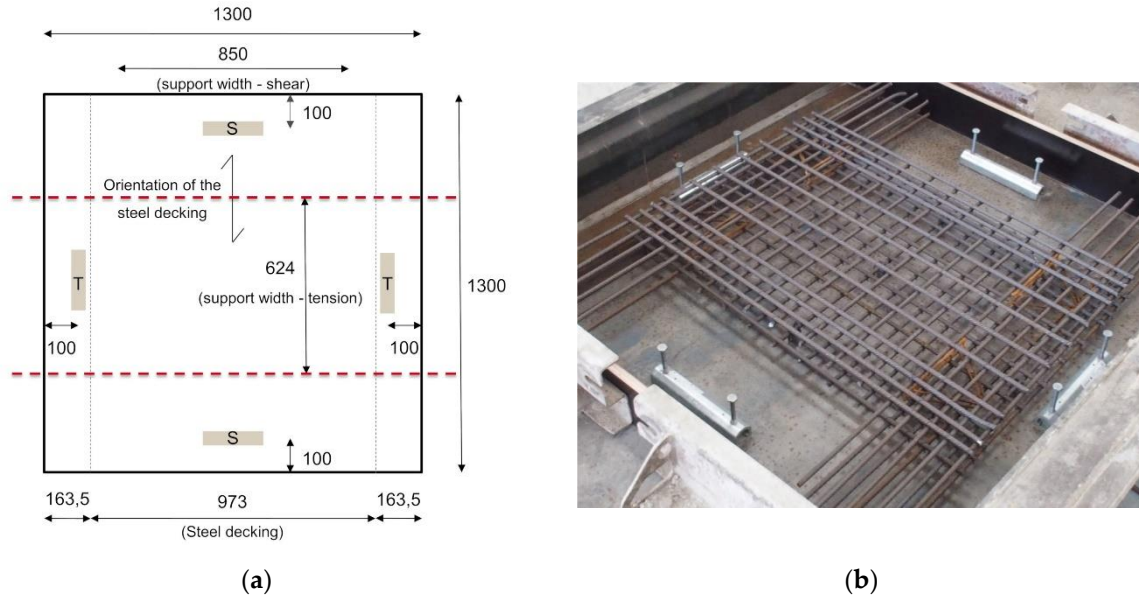 1300
850
(support width - shear)
100
S
Orientation of the
steel decking
624
(support width - tension)
T
T
1300
100
100
S
100
163,5
973
163,5
(Steel decking)
(a)
(b)